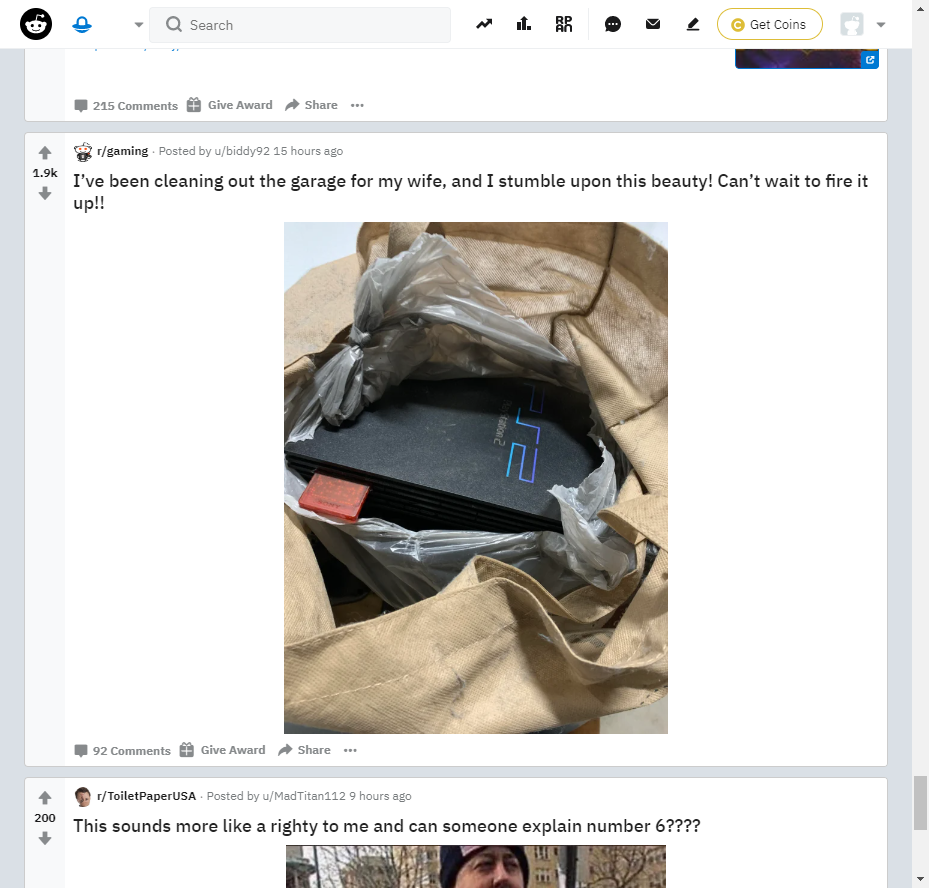 Search
Get Coins
215 Comments Give Award Share
r/gaming · Posted by u/biddy92 15 hours ago
1.9k
I've been cleaning out the garage for my wife, and I stumble upon this beauty! Can't wait to fire it
up!!
PlayStation 2
92 Comments Give Award Share
r/ToiletPaperUSA · Posted by u/MadTitan112 9 hours ago
200
This sounds more like a righty to me and can someone explain number 6????